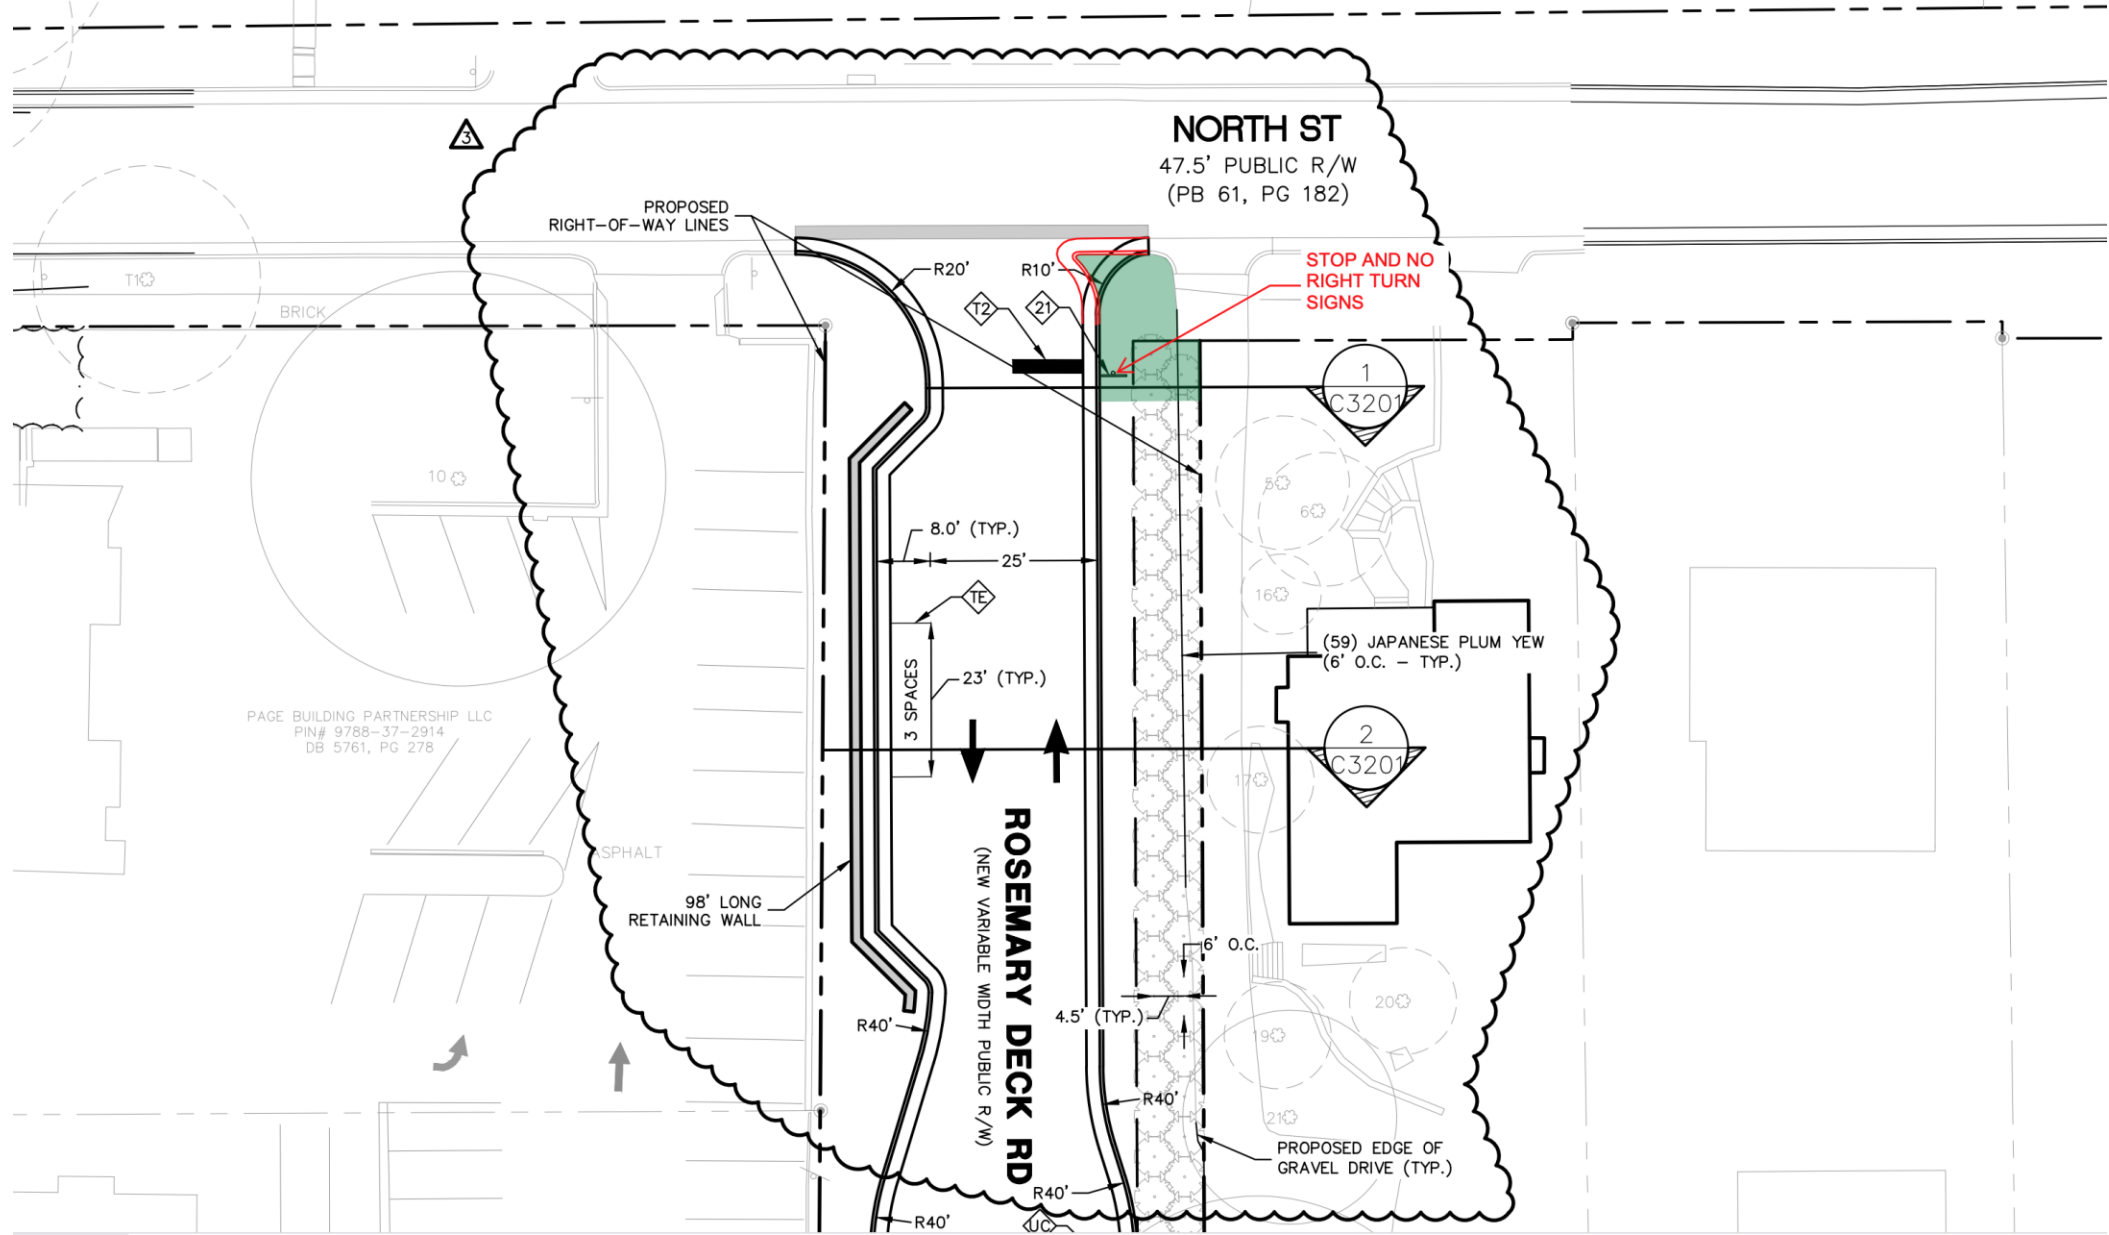 NORTH ST
47.5' PUBLIC R/W
(PB 61, PG 182)
3
PROPOSED
RIGHT-OF-WAY LINES
R20'
R10'
STOP AND NO
RIGHT TURN
SIGNS
T2
21
T1
BRICK
1
C3201
10
5
6
8.0' (TYP.)
25'
TE
16
(59) JAPANESE PLUM YEW
(6' O.C. - TYP.)
3 SPACES
23' (TYP.)
PAGE BUILDING PARTNERSHIP LLC
PIN# 9788-37-2914
DB 5761, PG 278
2
C3201
17
ASPHALT
ROSEMARY DECK RD
(NEW VARIABLE WIDTH PUBLIC R/W)
98' LONG
RETAINING WALL
6' O.C.
4.5' (TYP.)
20
19
R40'
R40'
21
PROPOSED EDGE OF
GRAVEL DRIVE (TYP.)
R40'
R40'
UC